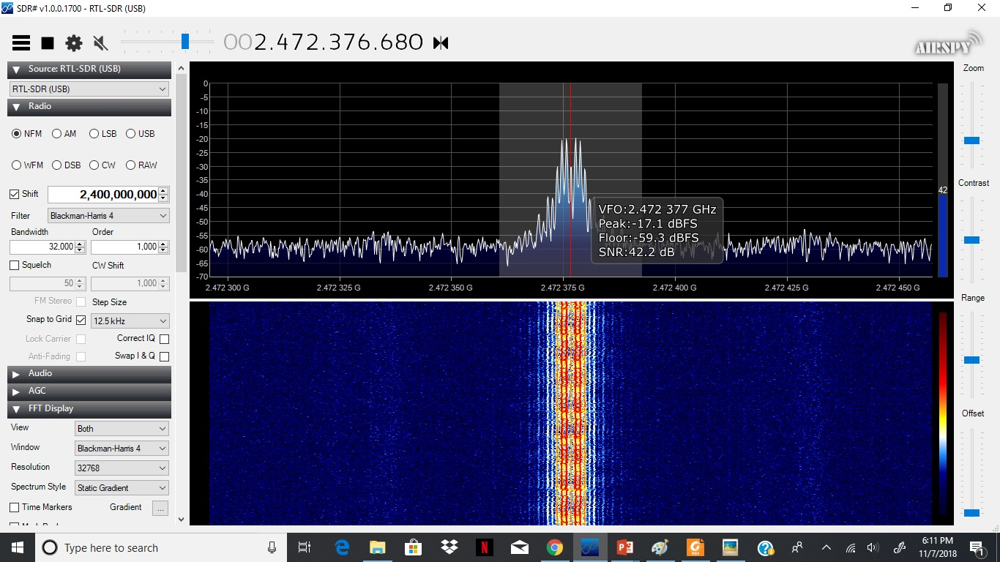 SDR# v1.0.0.1700 - RTL-SDR (USB)
002.472.376.680
AIRSPY
Source: RTL-SDR (USB)
RTL-SDR (USB)
Radio
NFM AM LSB USB
WFM DSB CW RAW
Shift 2,400,000,000
Filter Blackman-Harris 4
Bandwidth Order
32,000 1,000
Squelch CW Shift
50 1,000
FM Stereo Step Size
Snap to Grid 12.5 kHz
Lock Carrier Correct IQ
Anti-Fading Swap I & Q
Audio
AGC
FFT Display
View Both
Window Blackman-Harris 4
Resolution 32768
Spectrum Style Static Gradient
Time Markers Gradient ...
0
-5
-10
-15
-20
-25
-30
-35
-40
-45
-50
-55
-60
-65
-70
2.472 300 G 2.472 325 G 2.472 350 G 2.472 375 G 2.472 400 G 2.472 425 G 2.472 450 G
VFO:2.472 377 GHz
Peak:-17.1 dBFS
Floor:-59.3 dBFS
SNR:42.2 dB
42
Zoom
Contrast
Range
Offset
Type here to search
6:11 PM
11/7/2018
1